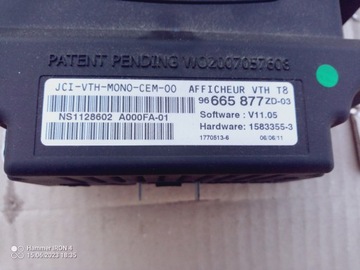 PATENT PENDING WO2007057608
JCI-VTH-MONO-CEM-00 AFFICHEUR VTH T8
96 665 877 ZD-03
Software : V11.05
NS1128602 A000FA-01 Hardware: 1583355-3
1770513-6 06/06/11
Hammer IRON 4
15.06.2023 18:35